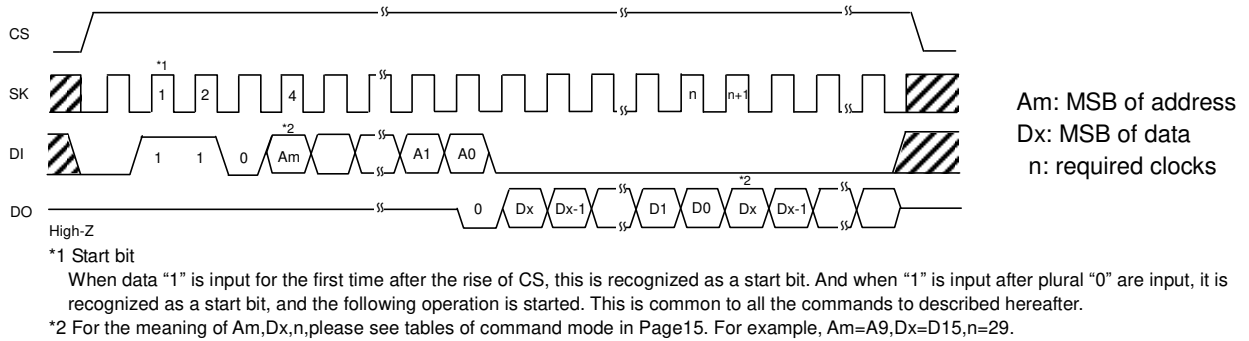 CS
*1
SK 1 2 4 n n+1
*2
DI 1 1 0 Am A1 A0
*2
DO 0 Dx Dx-1 D1 D0 Dx Dx-1
High-Z
Am: MSB of address
Dx: MSB of data
n: required clocks
*1 Start bit
When data “1” is input for the first time after the rise of CS, this is recognized as a start bit. And when “1” is input after plural “0” are input, it is
recognized as a start bit, and the following operation is started. This is common to all the commands to described hereafter.
*2 For the meaning of Am,Dx,n,please see tables of command mode in Page15. For example, Am=A9,Dx=D15,n=29.